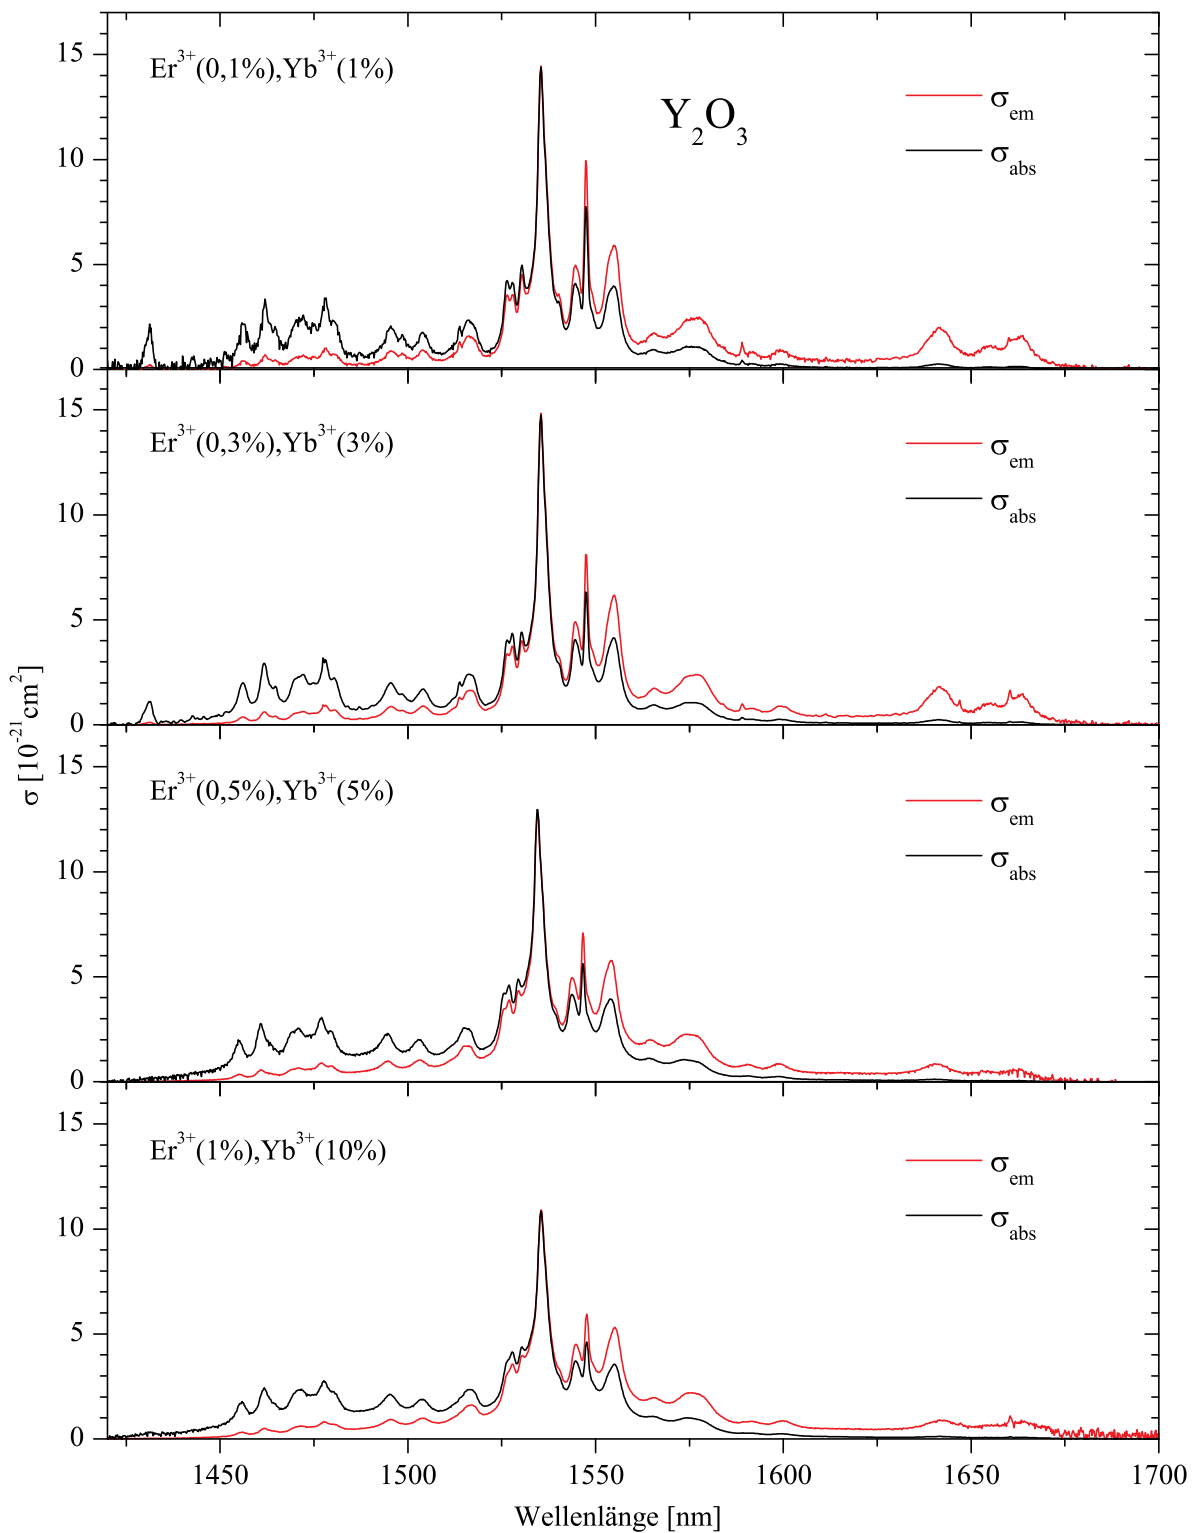 Er³⁺(0,1%),Yb³⁺(1%)
Y₂O₃
σem
σabs
15
10
5
0
Er³⁺(0,3%),Yb³⁺(3%)
σem
σabs
15
10
5
0
σ [10⁻²¹ cm²]
Er³⁺(0,5%),Yb³⁺(5%)
σem
σabs
15
10
5
0
Er³⁺(1%),Yb³⁺(10%)
σem
σabs
15
10
5
0
1450 1500 1550 1600 1650 1700
Wellenlänge [nm]